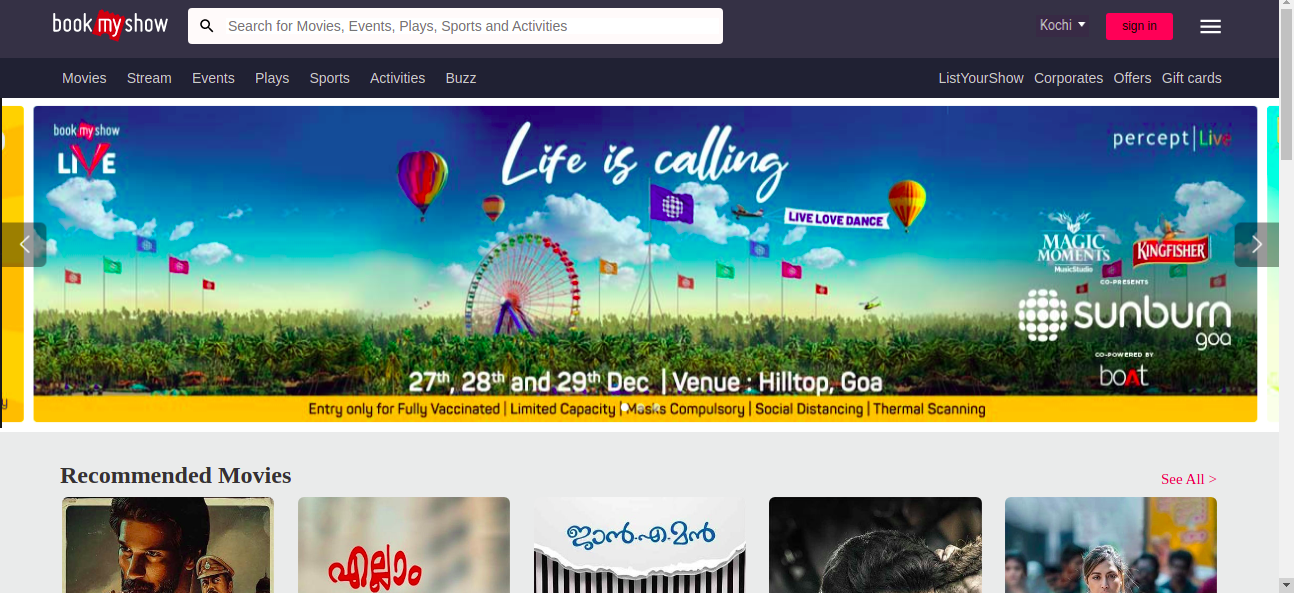 book my show
Search for Movies, Events, Plays, Sports and Activities
Kochi
sign in
Movies Stream Events Plays Sports Activities Buzz
ListYourShow Corporates Offers Gift cards
book my show
LIVE
Life is calling
percept | Live
LIVE LOVE DANCE
MAGIC MOMENTS
MusicStudio
KINGFISHER
CO-PRESENTS
sunburn
goa
CO-POWERED BY
boAt
27th, 28th and 29th Dec | Venue : Hilltop, Goa
Entry only for Fully Vaccinated | Limited Capacity | Masks Compulsory | Social Distancing | Thermal Scanning
y
Recommended Movies
See All >
എല്ലാം
ജാൻ.എ.മൻ